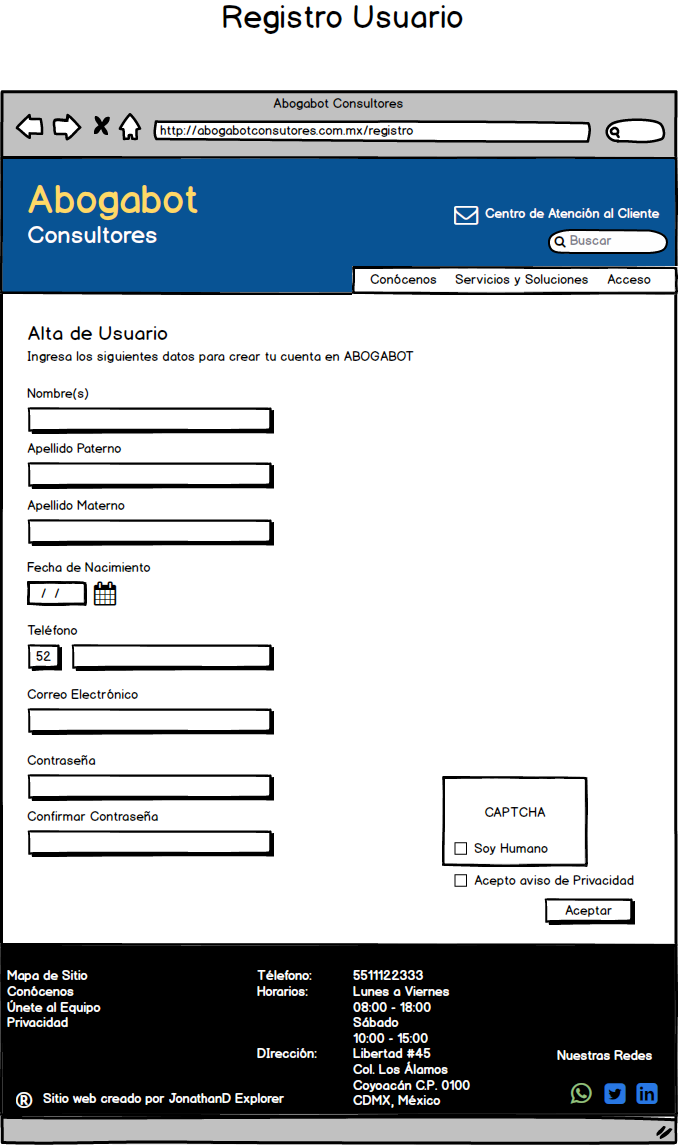 Registro Usuario
Abogabot Consultores
http://abogabotconsutores.com.mx/registro
Abogabot
Consultores
Centro de Atención al Cliente
Buscar
Conócenos Servicios y Soluciones Acceso
Alta de Usuario
Ingresa los siguientes datos para crear tu cuenta en ABOGABOT
Nombre(s)
Apellido Paterno
Apellido Materno
Fecha de Nacimiento
/ /
Teléfono
52
Correo Electrónico
Contraseña
Confirmar Contraseña
CAPTCHA
Soy Humano
Acepto aviso de Privacidad
Aceptar
Mapa de Sitio
Conócenos
Únete al Equipo
Privacidad
Télefono: 5511122333
Horarios: Lunes a Viernes
08:00 - 18:00
Sábado
10:00 - 15:00
DIrección: Libertad #45
Col. Los Álamos
Coyoacán C.P. 0100
CDMX, México
Nuestras Redes
® Sitio web creado por JonathanD Explorer